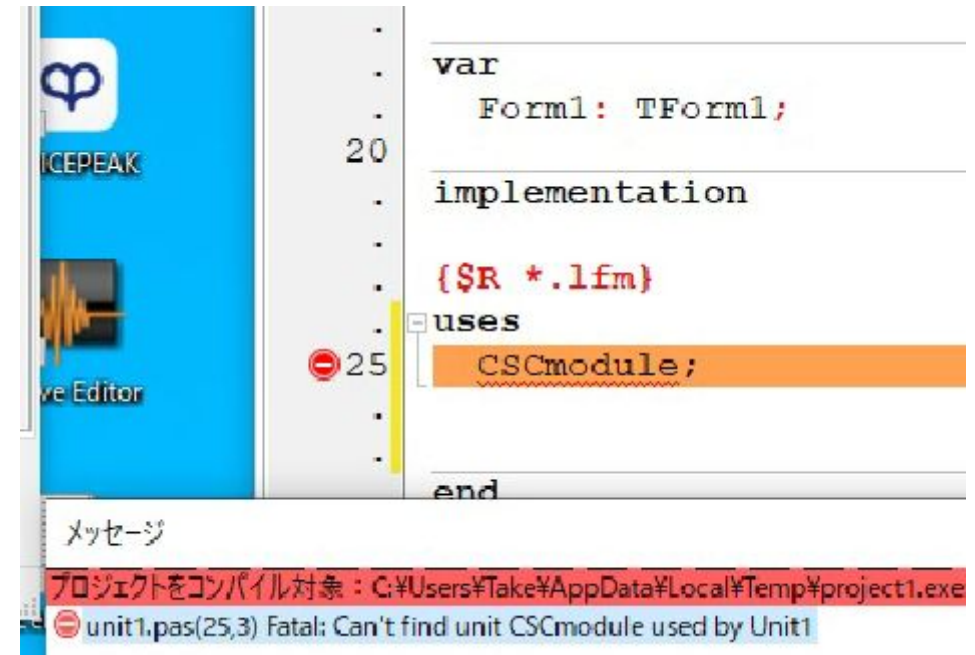 var
Form1: TForm1;
20
implementation
{$R *.lfm}
uses
25
CSCmodule;
end
ICEPEAK
ve Editor
メッセージ
プロジェクトをコンパイル対象：C:¥Users¥Take¥AppData¥Local¥Temp¥project1.exe
unit1.pas(25,3) Fatal: Can't find unit CSCmodule used by Unit1